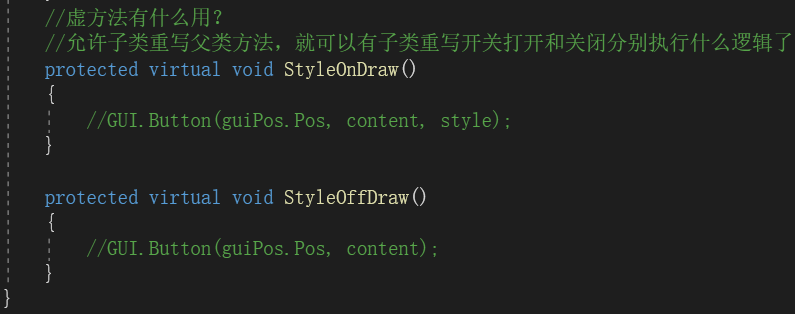 //虚方法有什么用？
//允许子类重写父类方法，就可以有子类重写开关打开和关闭分别执行什么逻辑了
protected virtual void StyleOnDraw()
{
//GUI.Button(guiPos.Pos, content, style);
}
protected virtual void StyleOffDraw()
{
//GUI.Button(guiPos.Pos, content);
}
}